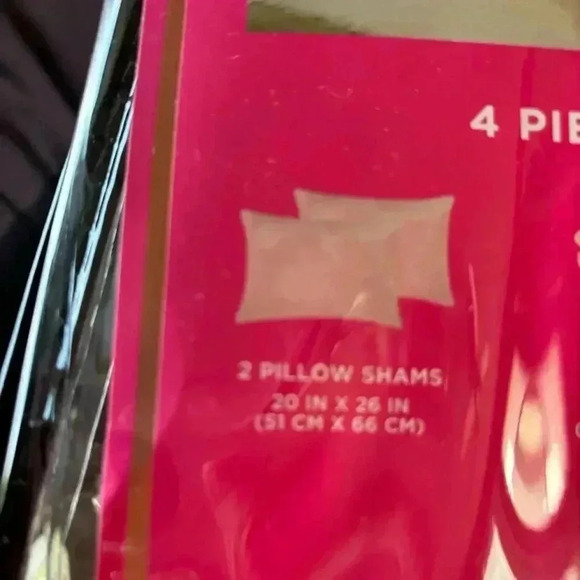 4 PIE
2 PILLOW SHAMS
20 IN X 26 IN
(51 CM X 66 CM)